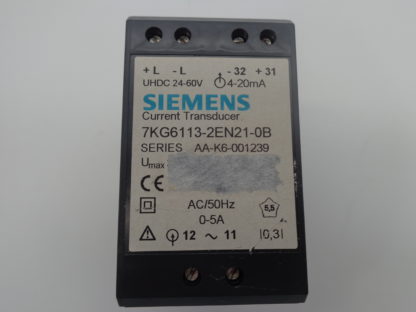 + L - L - 32 + 31
UHDC 24-60V 4-20mA
SIEMENS
Current Transducer
7KG6113-2EN21-0B
SERIES AA-K6-001239
Umax
CE
AC/50Hz 5,5
0-5A
12 ~ 11 |0,3|